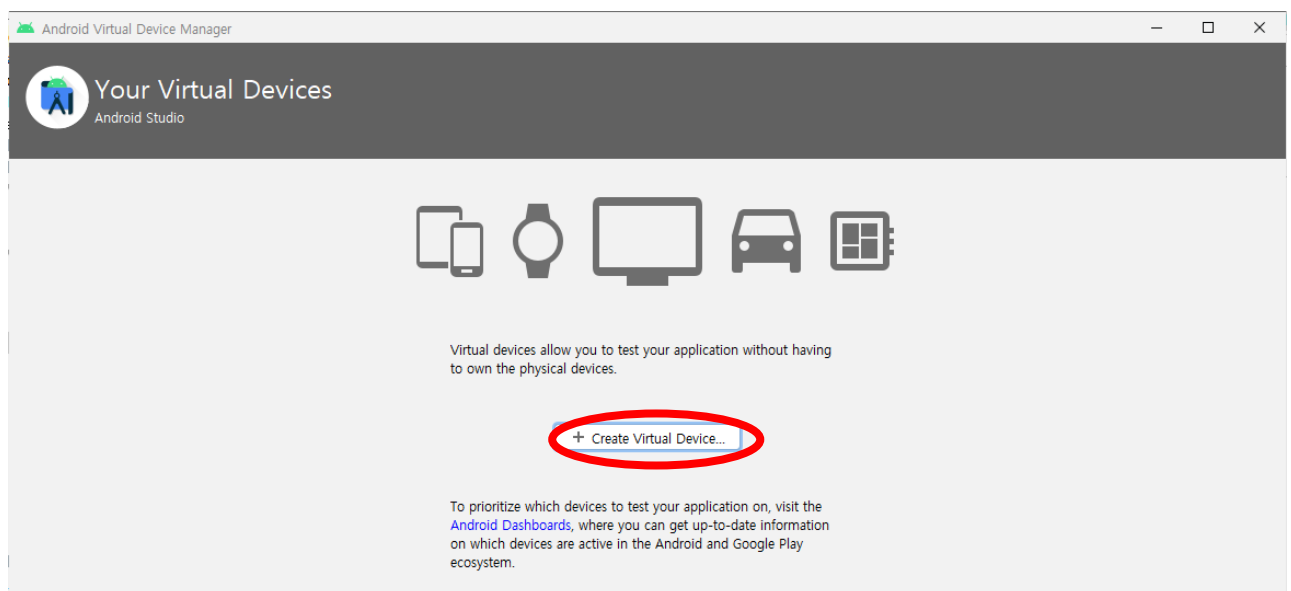 Android Virtual Device Manager
Your Virtual Devices
Android Studio
Virtual devices allow you to test your application without having
to own the physical devices.
+ Create Virtual Device...
To prioritize which devices to test your application on, visit the
Android Dashboards, where you can get up-to-date information
on which devices are active in the Android and Google Play
ecosystem.